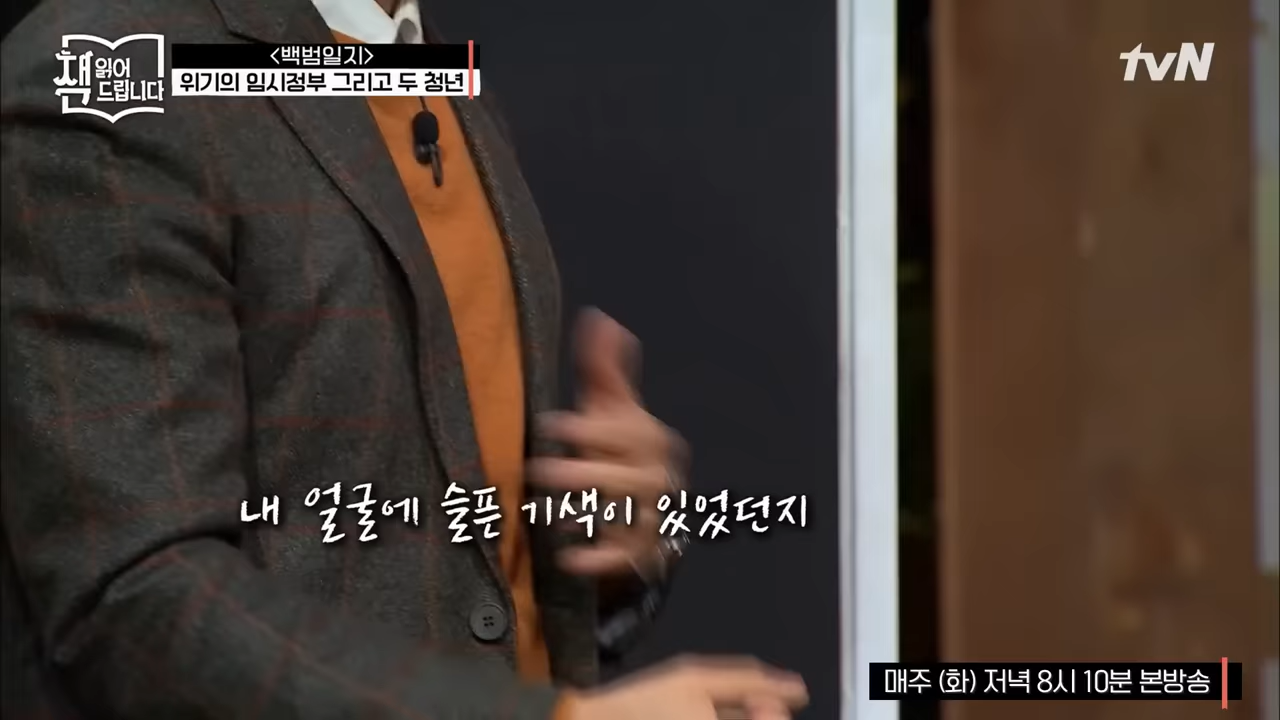 책 읽어
드립니다
<백범일지>
위기의 임시정부 그리고 두 청년
tvN
내 얼굴에 슬픈 기색이 있었던지
매주 (화) 저녁 8시 10분 본방송